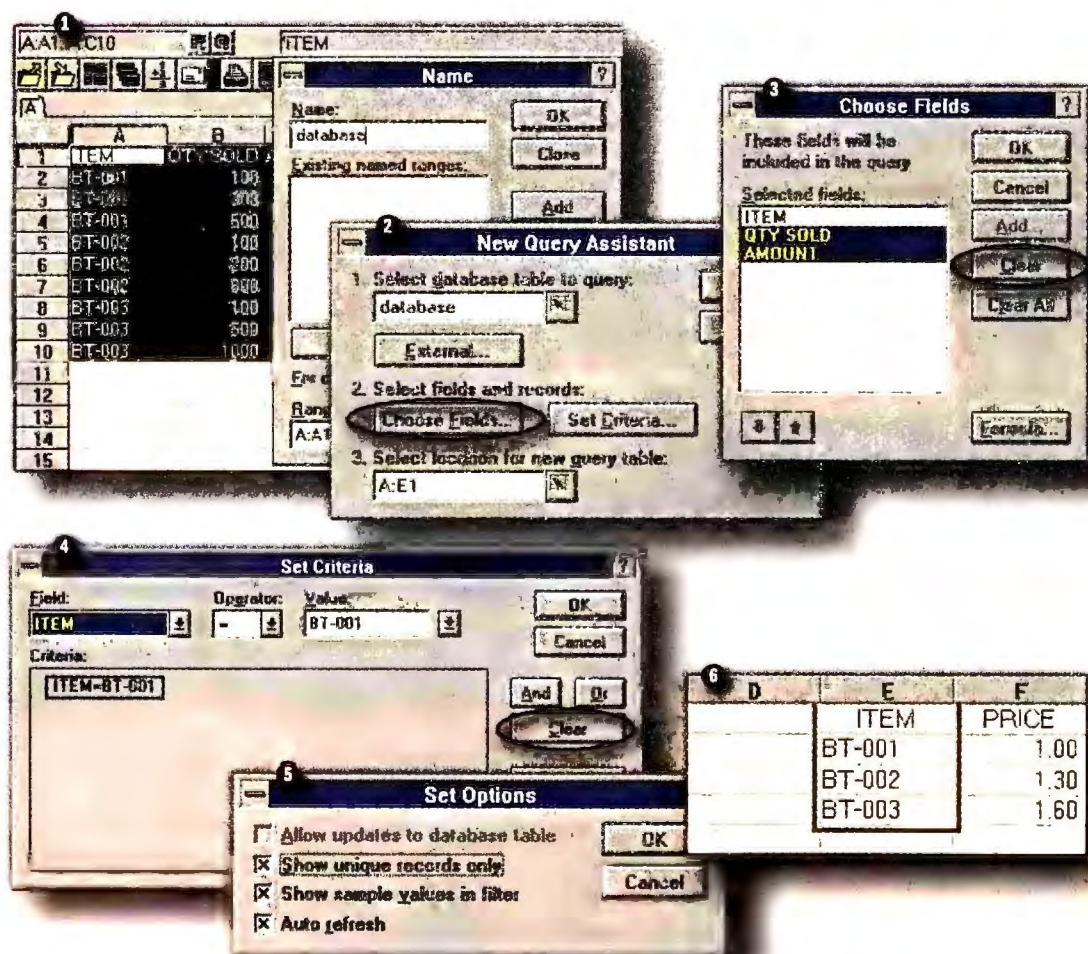 1
A:A1. C10
ITEM
A
A B
1 ITEM QTY SOLD A
2 BT-001 100
3
4 BT-001 500
5 BT-002 100
6 BT-002 200
7 BT-002
8 BT-003 100
9 BT-003 500
10 BT-003 1000
11
12
13
14
15
Name
?
Name:
database
Existing named ranges:
OK
Close
Add
Rang
A:A1
2
New Query Assistant
1. Select database table to query:
database
External...
2. Select fields and records:
Choose Fields...
Set Criteria...
3. Select location for new query table:
A:E1
3
Choose Fields
?
These fields will be
included in the query
Selected fields:
ITEM
QTY SOLD
AMOUNT
OK
Cancel
Add...
Clear
Clear All
Formula...
4
Set Criteria
?
Field:
ITEM
Operator:
=
Value:
BT-001
Criteria:
ITEM=BT-001
OK
Cancel
And
Or
Clear
5
Set Options
Allow updates to database table
Show unique records only
Show sample values in filter
Auto refresh
OK
Cancel
6
D E F
ITEM PRICE
BT-001 1.00
BT-002 1.30
BT-003 1.60